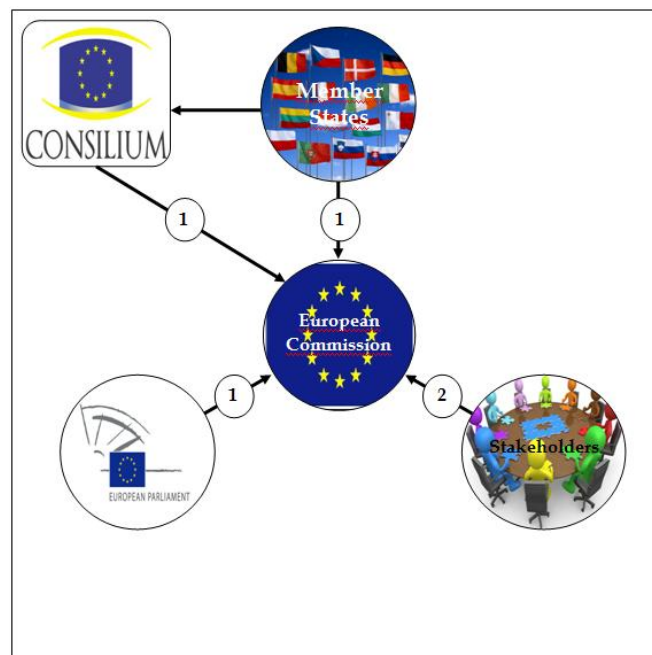 Member
States
CONSILIUM
1
1
European
Commission
1
2
Stakeholders
EUROPEAN PARLIAMENT